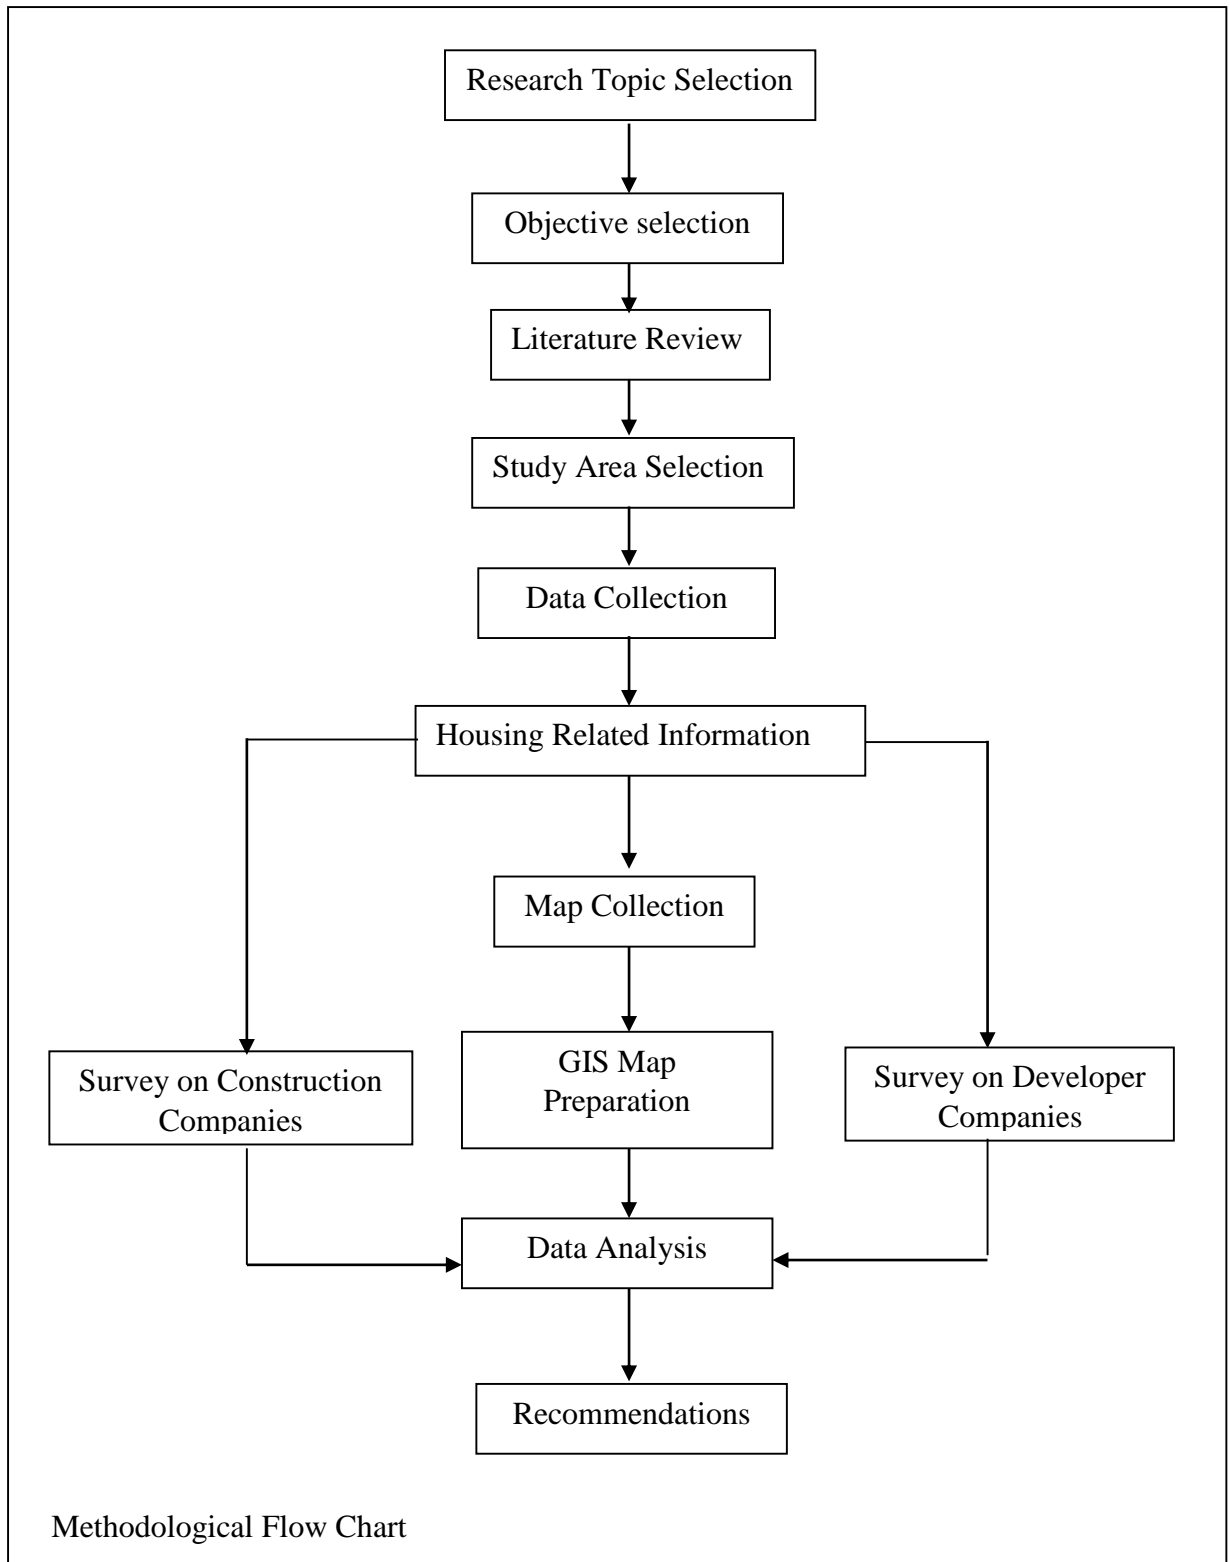 Research Topic Selection
Objective selection
Literature Review
Study Area Selection
Data Collection
Housing Related Information
Map Collection
Survey on Construction
Companies
GIS Map
Preparation
Survey on Developer
Companies
Data Analysis
Recommendations
Methodological Flow Chart